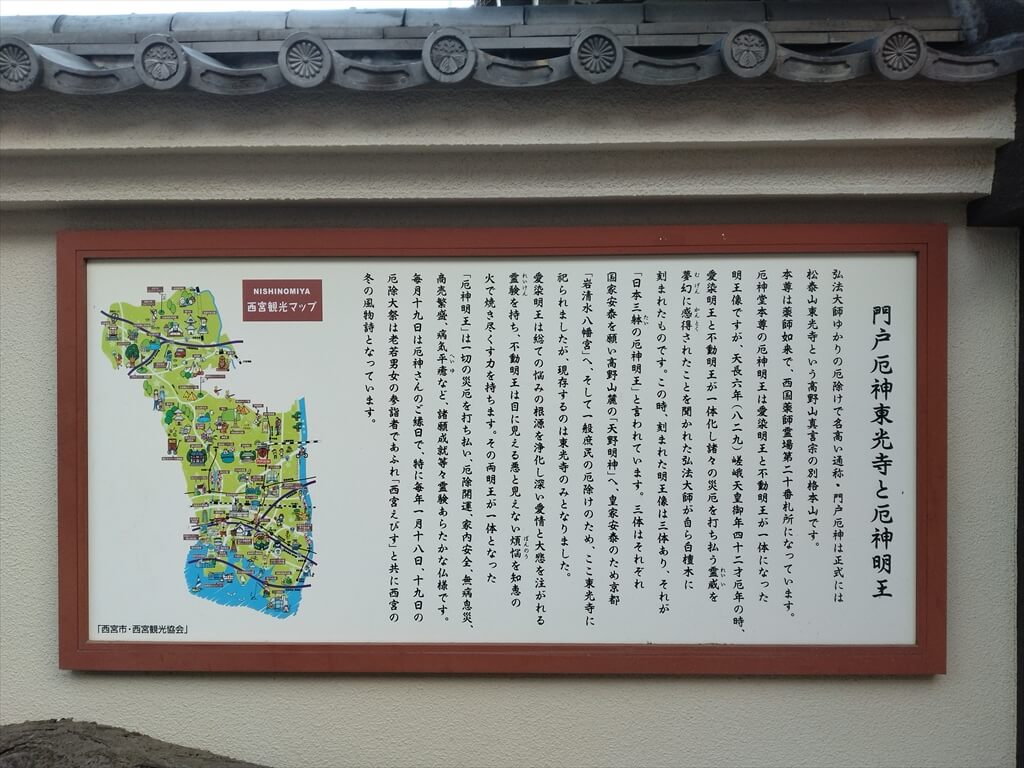 門戸厄神東光寺と厄神明王
弘法大師ゆかりの厄除けで名高い通称・門戸厄神は正式には
松泰山東光寺という高野山真言宗の別格本山です。
本尊は薬師如来で、西国薬師霊場第二十番札所になっています。
厄神堂本尊の厄神明王は愛染明王と不動明王が一体になった
明王像ですが、天長六年(八二九)嵯峨天皇御年四十二才厄年の時、
愛染明王と不動明王が一体化し諸々の災厄を打ち払う霊威を
夢幻に感得されたことを聞かれた弘法大師が自ら白檀木に
刻まれたものです。この時、刻まれた明王像は三体あり、それが
「日本三躰の厄神明王」と言われています。三体はそれぞれ
国家安泰を願い高野山麓の「天野明神」へ、皇家安泰のため京都
「岩清水八幡宮」へ、そして一般庶民の厄除けのため、ここ東光寺に
祀られましたが、現存するのは東光寺のみとなりました。
愛染明王は総ての悩みの根源を浄化し深い愛情と大悲を注がれる
霊験を持ち、不動明王は目に見える悪と見えない煩悩を知恵の
火で焼き尽くす力を持ちます。その両明王が一体となった
「厄神明王」は一切の災厄を打ち払い、厄除開運、家内安全、無病息災、
商売繁盛、病気平癒など、諸願成就等々霊験あらたかな仏様です。
毎月十九日は厄神さんのご縁日で、特に毎年一月十八日、十九日の
厄除大祭は老若男女の参詣者であふれ「西宮えびす」と共に西宮の
冬の風物詩となっています。
NISHINOMIYA
西宮観光マップ
「西宮市・西宮観光協会」